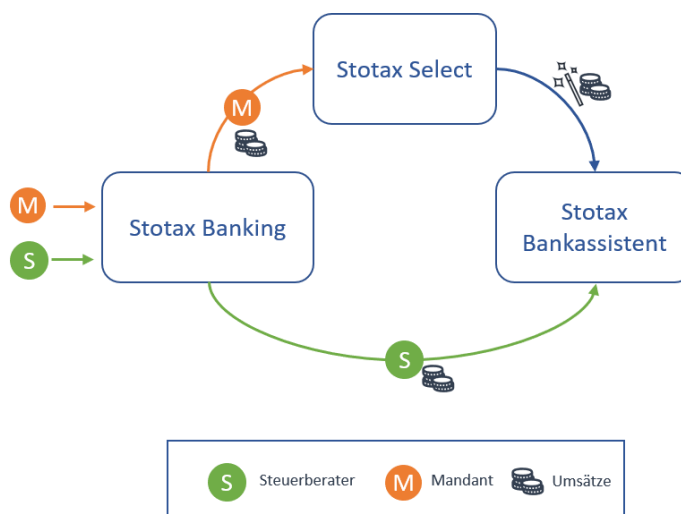 Stotax Select
M
M
Stotax Banking
Stotax
Bankassistent
S
S
S
Steuerberater
M
Mandant
Umsätze